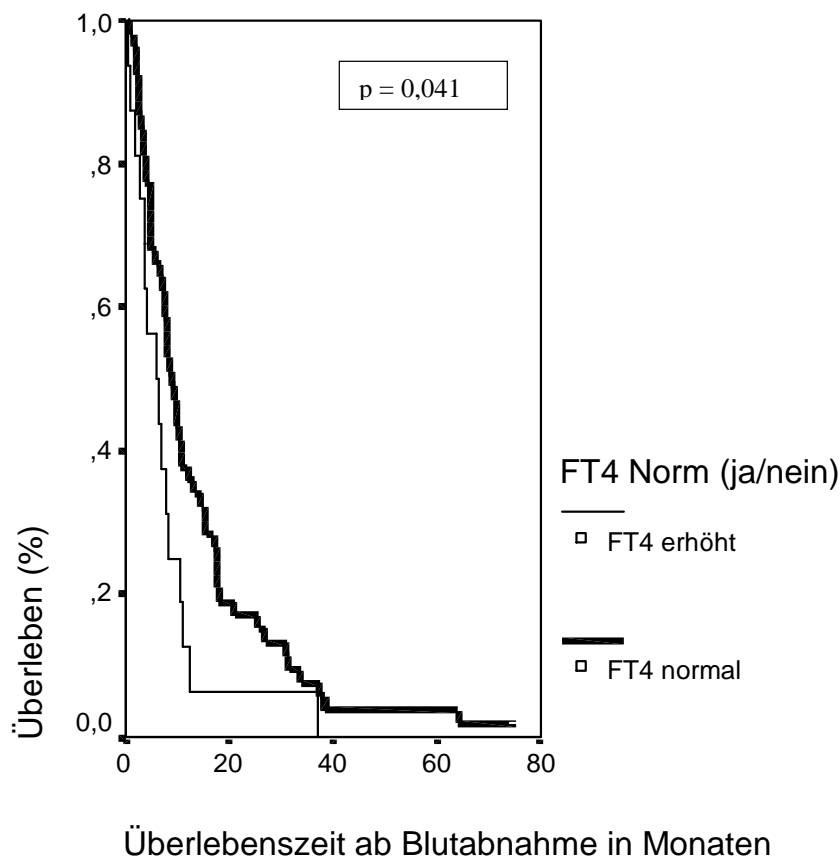 1,0
p = 0,041
,8
,6
,4
,2
0,0
Überleben (%)
0 20 40 60 80
Überlebenszeit ab Blutabnahme in Monaten
FT4 Norm (ja/nein)
FT4 erhöht
FT4 normal